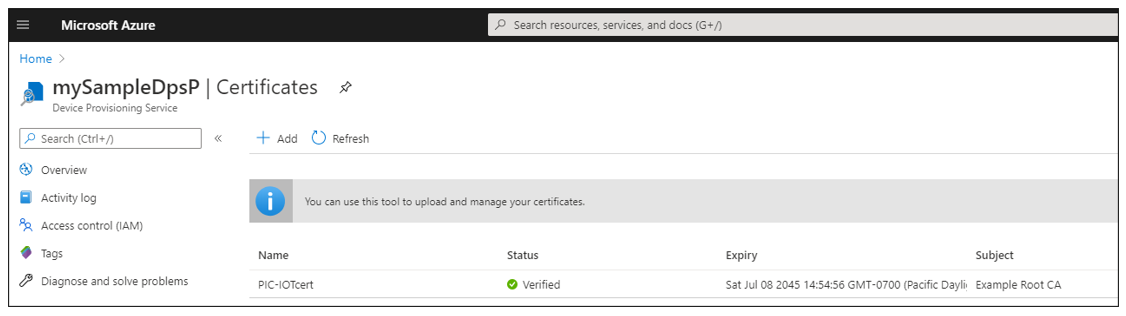 Microsoft Azure
Search resources, services, and docs (G+/)
Home >
mySampleDpsP | Certificates
Device Provisioning Service
Search (Ctrl+/)
«
Add
Refresh
Overview
Activity log
Access control (IAM)
Tags
Diagnose and solve problems
You can use this tool to upload and manage your certificates.
Name Status Expiry Subject
PIC-IOTcert Verified Sat Jul 08 2045 14:54:56 GMT-0700 (Pacific Dayli Example Root CA